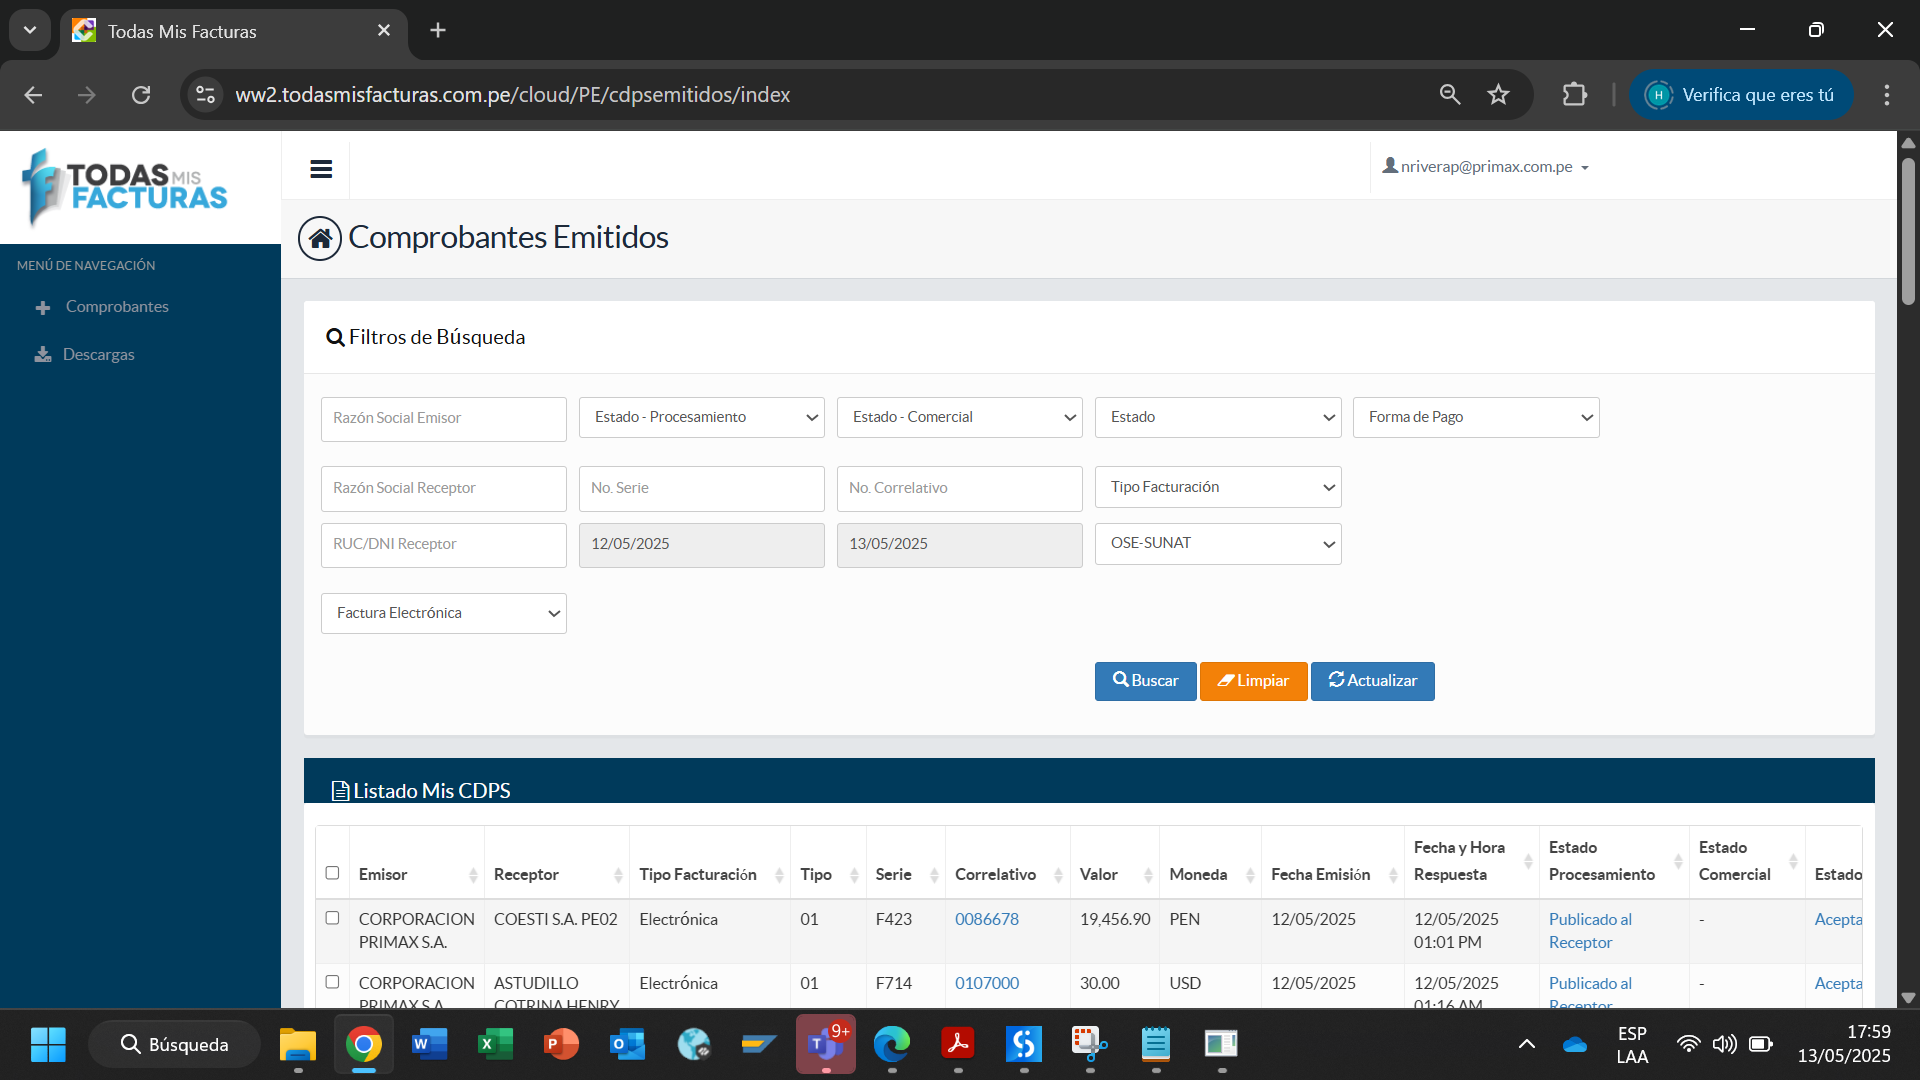 Todas Mis Facturas
ww2.todasmisfacturas.com.pe/cloud/PE/cdpsemitidos/index
H
Verifica que eres tú
TODAS MIS
FACTURAS
nriverap@primax.com.pe
Comprobantes Emitidos
MENÚ DE NAVEGACIÓN
Comprobantes
Descargas
Filtros de Búsqueda
Razón Social Emisor
Estado - Procesamiento
Estado - Comercial
Estado
Forma de Pago
Razón Social Receptor
No. Serie
No. Correlativo
Tipo Facturación
RUC/DNI Receptor
12/05/2025
13/05/2025
OSE-SUNAT
Factura Electrónica
Buscar
Limpiar
Actualizar
Listado Mis CDPS
Emisor
Receptor
Tipo Facturación
Tipo
Serie
Correlativo
Valor
Moneda
Fecha Emisión
Fecha y Hora
Respuesta
Estado
Procesamiento
Estado
Comercial
Estado
CORPORACION
PRIMAX S.A.
COESTI S.A. PE02
Electrónica
01
F423
0086678
19,456.90
PEN
12/05/2025
12/05/2025
01:01 PM
Publicado al
Receptor
-
Acepta
CORPORACION
PRIMAX S.A.
ASTUDILLO
COTRINA HENRY
Electrónica
01
F714
0107000
30.00
USD
12/05/2025
12/05/2025
01:16 AM
Publicado al
Receptor
-
Acepta
Búsqueda
9+
ESP
LAA
17:59
13/05/2025